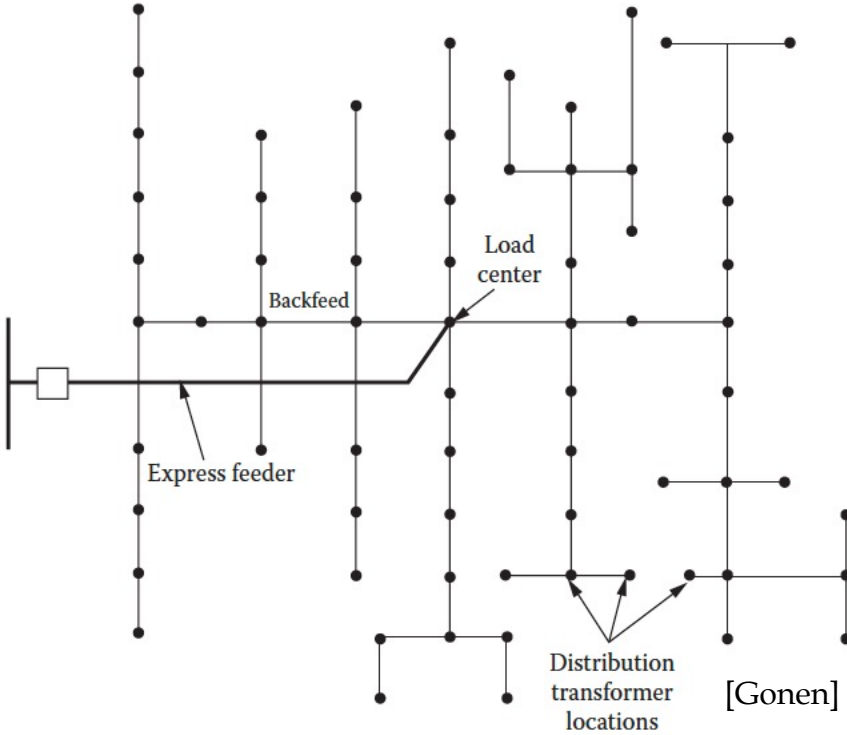 Load
center
Backfeed
Express feeder
Distribution
transformer
locations
[Gonen]